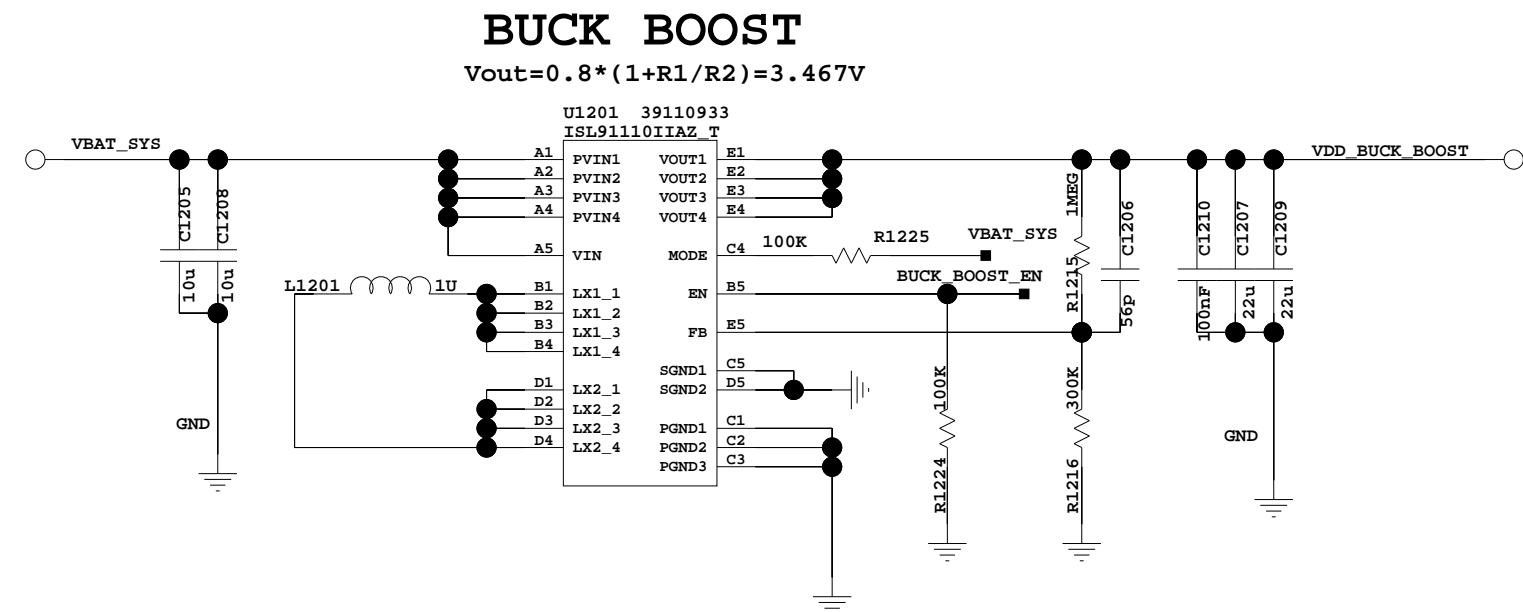 BUCK BOOST
Vout=0.8*(1+R1/R2)=3.467V
U1201 39110933
ISL91110IIAZ_T
VBAT_SYS
VDD_BUCK_BOOST
A1 PVIN1 VOUT1 E1
A2 PVIN2 VOUT2 E2
A3 PVIN3 VOUT3 E3
A4 PVIN4 VOUT4 E4
A5 VIN MODE C4
100K R1225 VBAT_SYS
L1201 1U
B1 LX1_1 EN B5
BUCK_BOOST_EN
B2 LX1_2
B3 LX1_3 FB E5
B4 LX1_4
SGND1 C5
D1 LX2_1 SGND2 D5
D2 LX2_2
D3 LX2_3 PGND1 C1
D4 LX2_4 PGND2 C2
PGND3 C3
C1205
10u
C1208
10u
GND
1MEG
R1215
C1206
56p
C1210
100nF
C1207
22u
C1209
22u
100K
R1224
300K
R1216
GND